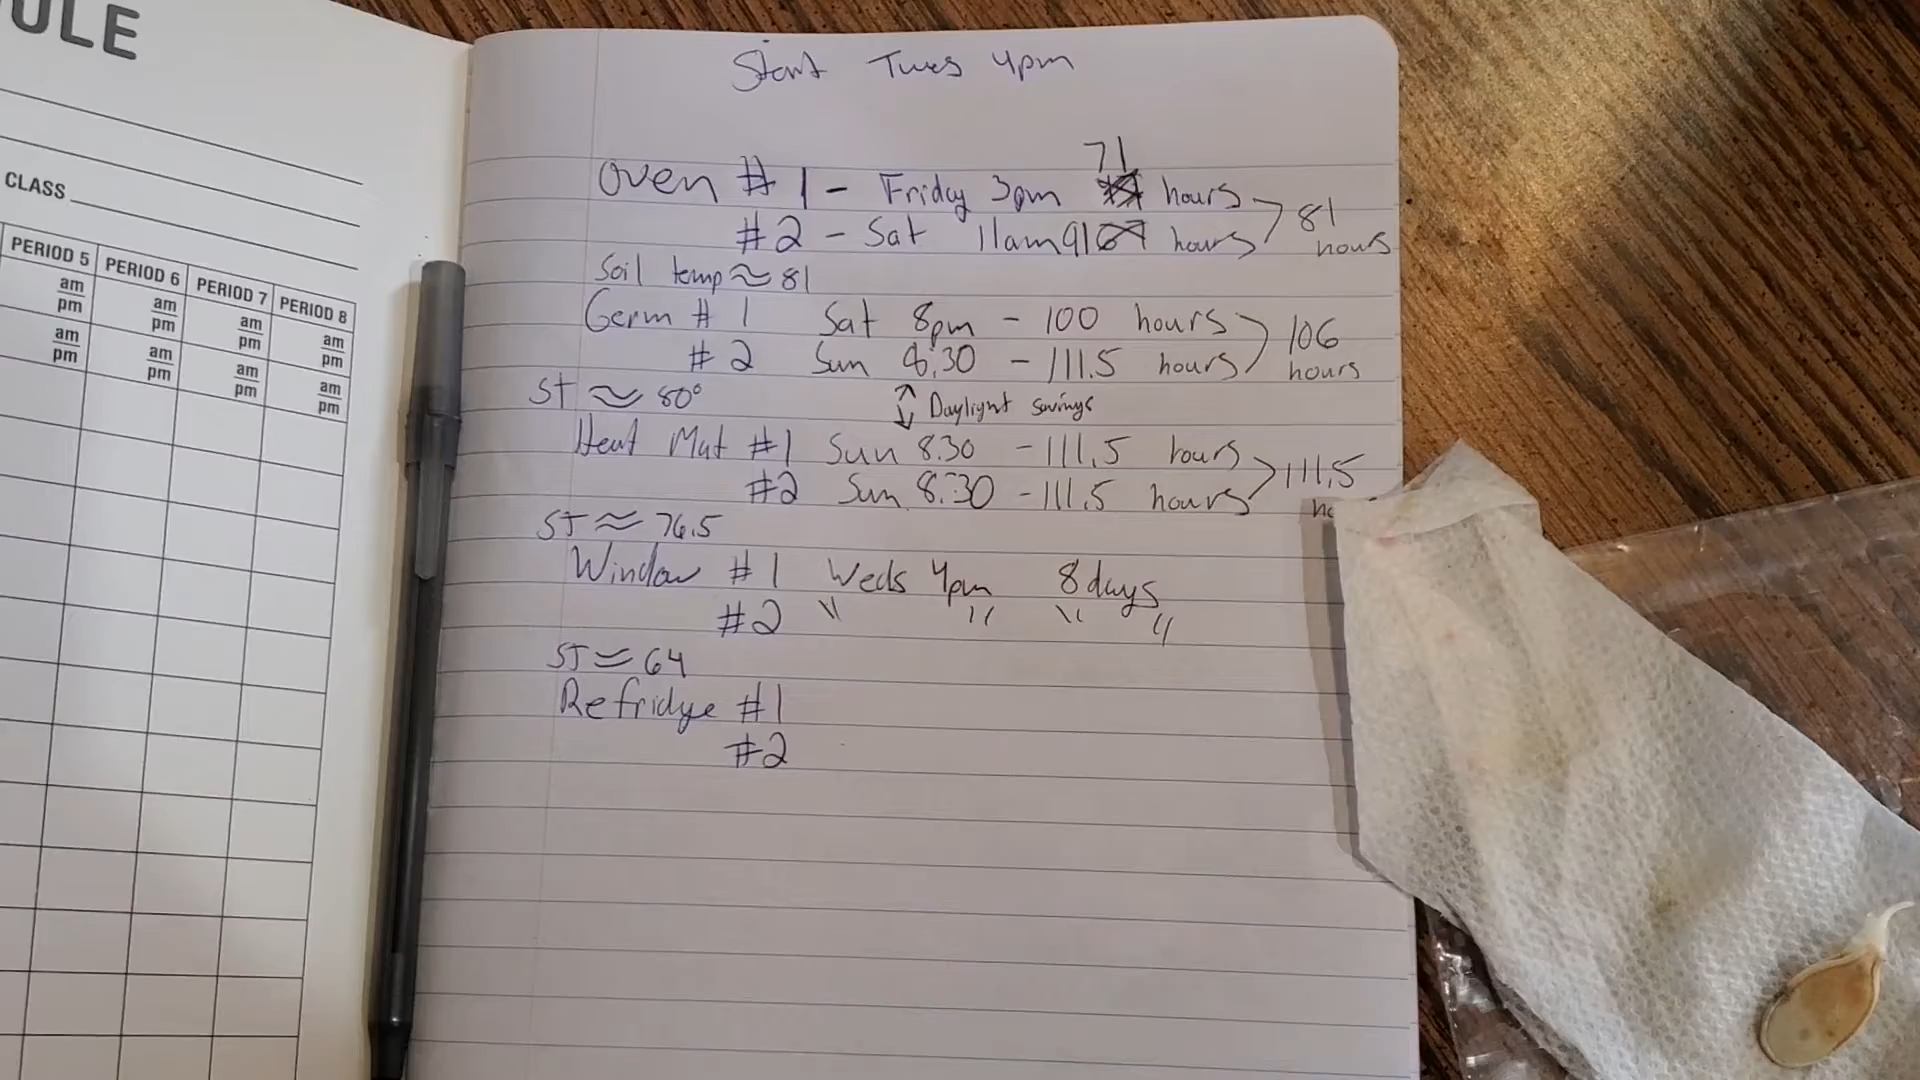 ULE
CLASS
PERIOD 5 PERIOD 6 PERIOD 7 PERIOD 8
am am am am
pm pm pm pm
am am am am
pm pm pm pm
Start Tues 4pm
71
Oven #1 - Friday 3pm hours
81
#2 - Sat 11am 91 hours
hours
Soil temp ≈ 81
Germ #1 Sat 8pm - 100 hours
106
#2 Sun 8:30 - 111.5 hours
hours
ST ≈ 80°
Daylight savings
Heat Mat #1 Sun 8:30 - 111.5 hours
111.5
#2 Sun 8:30 - 111.5 hours
ho
ST ≈ 76.5
Window #1 Weds 4pm 8 days
#2 \\ // \\ //
ST ≈ 64
Refridge #1
#2